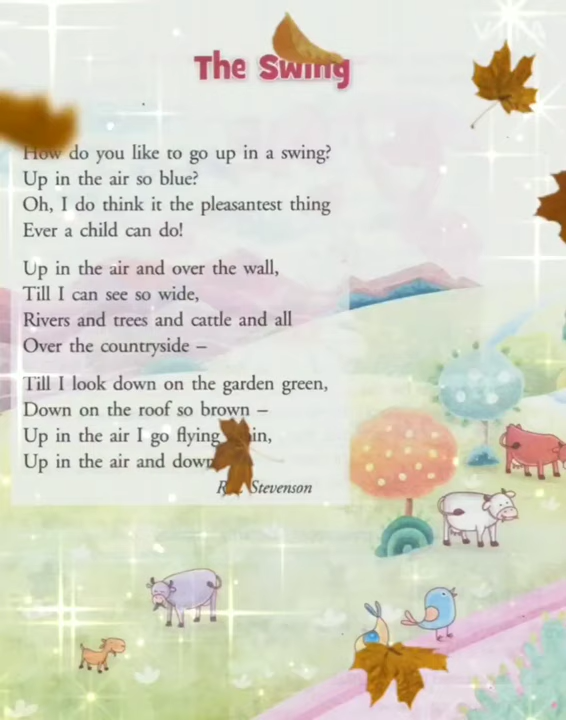 The Swing
How do you like to go up in a swing?
Up in the air so blue?
Oh, I do think it the pleasantest thing
Ever a child can do!
Up in the air and over the wall,
Till I can see so wide,
Rivers and trees and cattle and all
Over the countryside –
Till I look down on the garden green,
Down on the roof so brown –
Up in the air I go flying
Up in the air and down
Stevenson